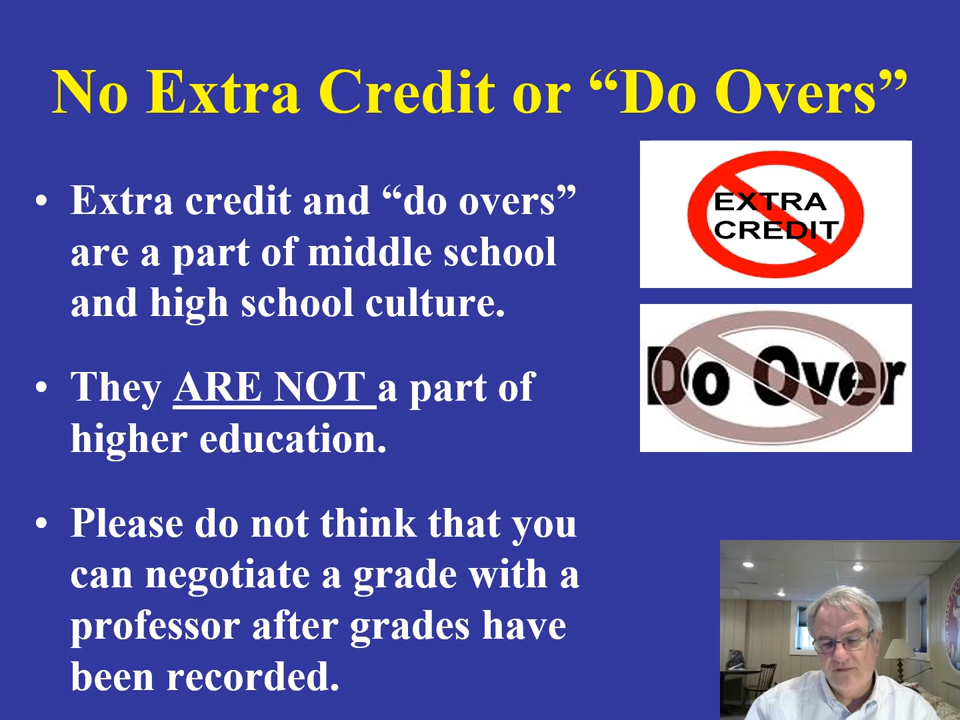 No Extra Credit or “Do Overs”
• Extra credit and “do overs”
are a part of middle school
and high school culture.
• They ARE NOT a part of
higher education.
• Please do not think that you
can negotiate a grade with a
professor after grades have
been recorded.
EXTRA
CREDIT
Do Over